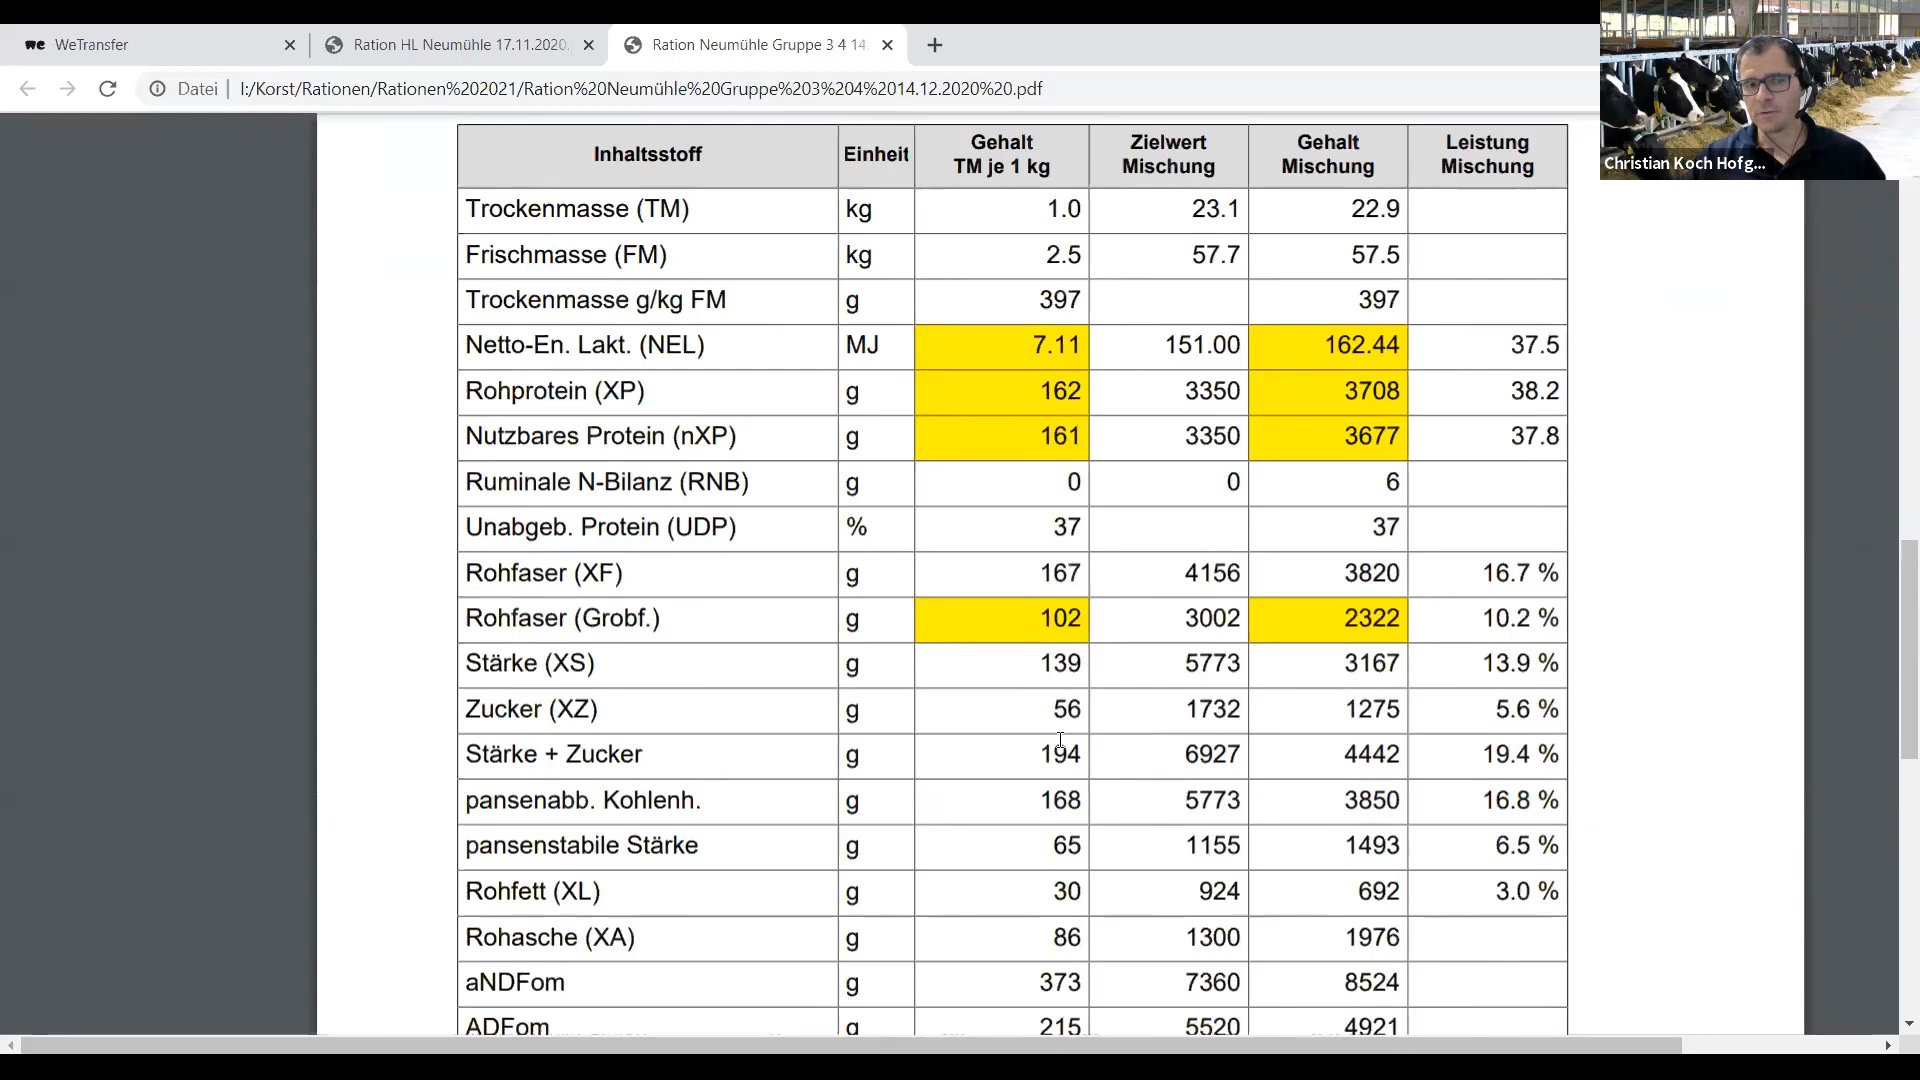 WeTransfer
Ration HL Neumühle 17.11.2020
Ration Neumühle Gruppe 3 4 14
Datei
I:/Korst/Rationen/Rationen%202021/Ration%20Neumühle%20Gruppe%203%204%2014.12.2020%20.pdf
Christian Koch Hofg...
Inhaltsstoff Einheit Gehalt TM je 1 kg Zielwert Mischung Gehalt Mischung Leistung Mischung
Trockenmasse (TM) kg 1.0 23.1 22.9
Frischmasse (FM) kg 2.5 57.7 57.5
Trockenmasse g/kg FM g 397 397
Netto-En. Lakt. (NEL) MJ 7.11 151.00 162.44 37.5
Rohprotein (XP) g 162 3350 3708 38.2
Nutzbares Protein (nXP) g 161 3350 3677 37.8
Ruminale N-Bilanz (RNB) g 0 0 6
Unabgeb. Protein (UDP) % 37 37
Rohfaser (XF) g 167 4156 3820 16.7 %
Rohfaser (Grobf.) g 102 3002 2322 10.2 %
Stärke (XS) g 139 5773 3167 13.9 %
Zucker (XZ) g 56 1732 1275 5.6 %
Stärke + Zucker g 194 6927 4442 19.4 %
pansenabb. Kohlenh. g 168 5773 3850 16.8 %
pansenstabile Stärke g 65 1155 1493 6.5 %
Rohfett (XL) g 30 924 692 3.0 %
Rohasche (XA) g 86 1300 1976
aNDFom g 373 7360 8524
ADFom g 215 5520 4921